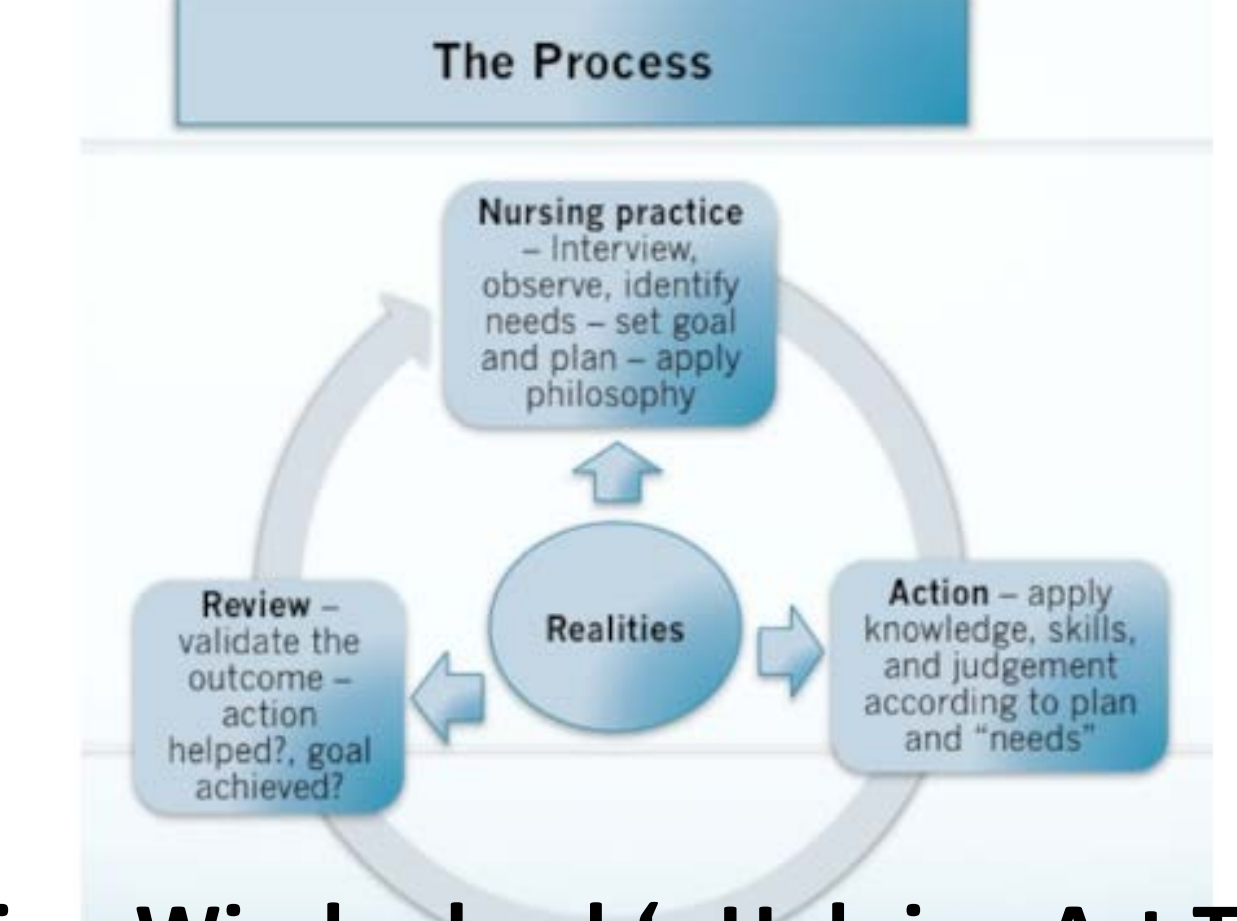 The Process
Nursing practice
– Interview,
observe, identify
needs – set goal
and plan – apply
philosophy
Realities
Action – apply
knowledge, skills,
and judgement
according to plan
and “needs”
Review –
validate the
outcome –
action
helped?, goal
achieved?